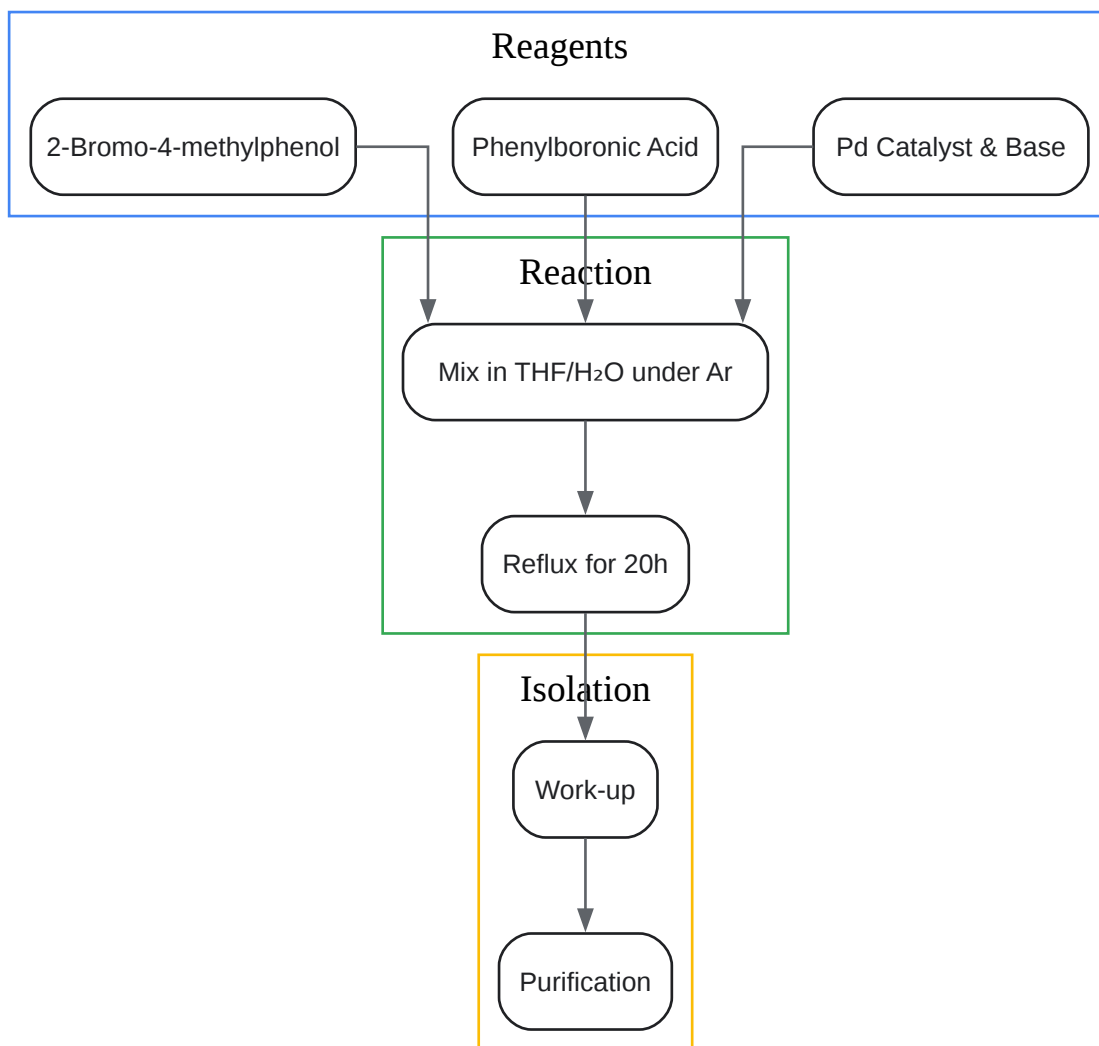 Reagents
2-Bromo-4-methylphenol
Phenylboronic Acid
Pd Catalyst & Base
Reaction
Mix in THF/H₂O under Ar
Reflux for 20h
Isolation
Work-up
Purification